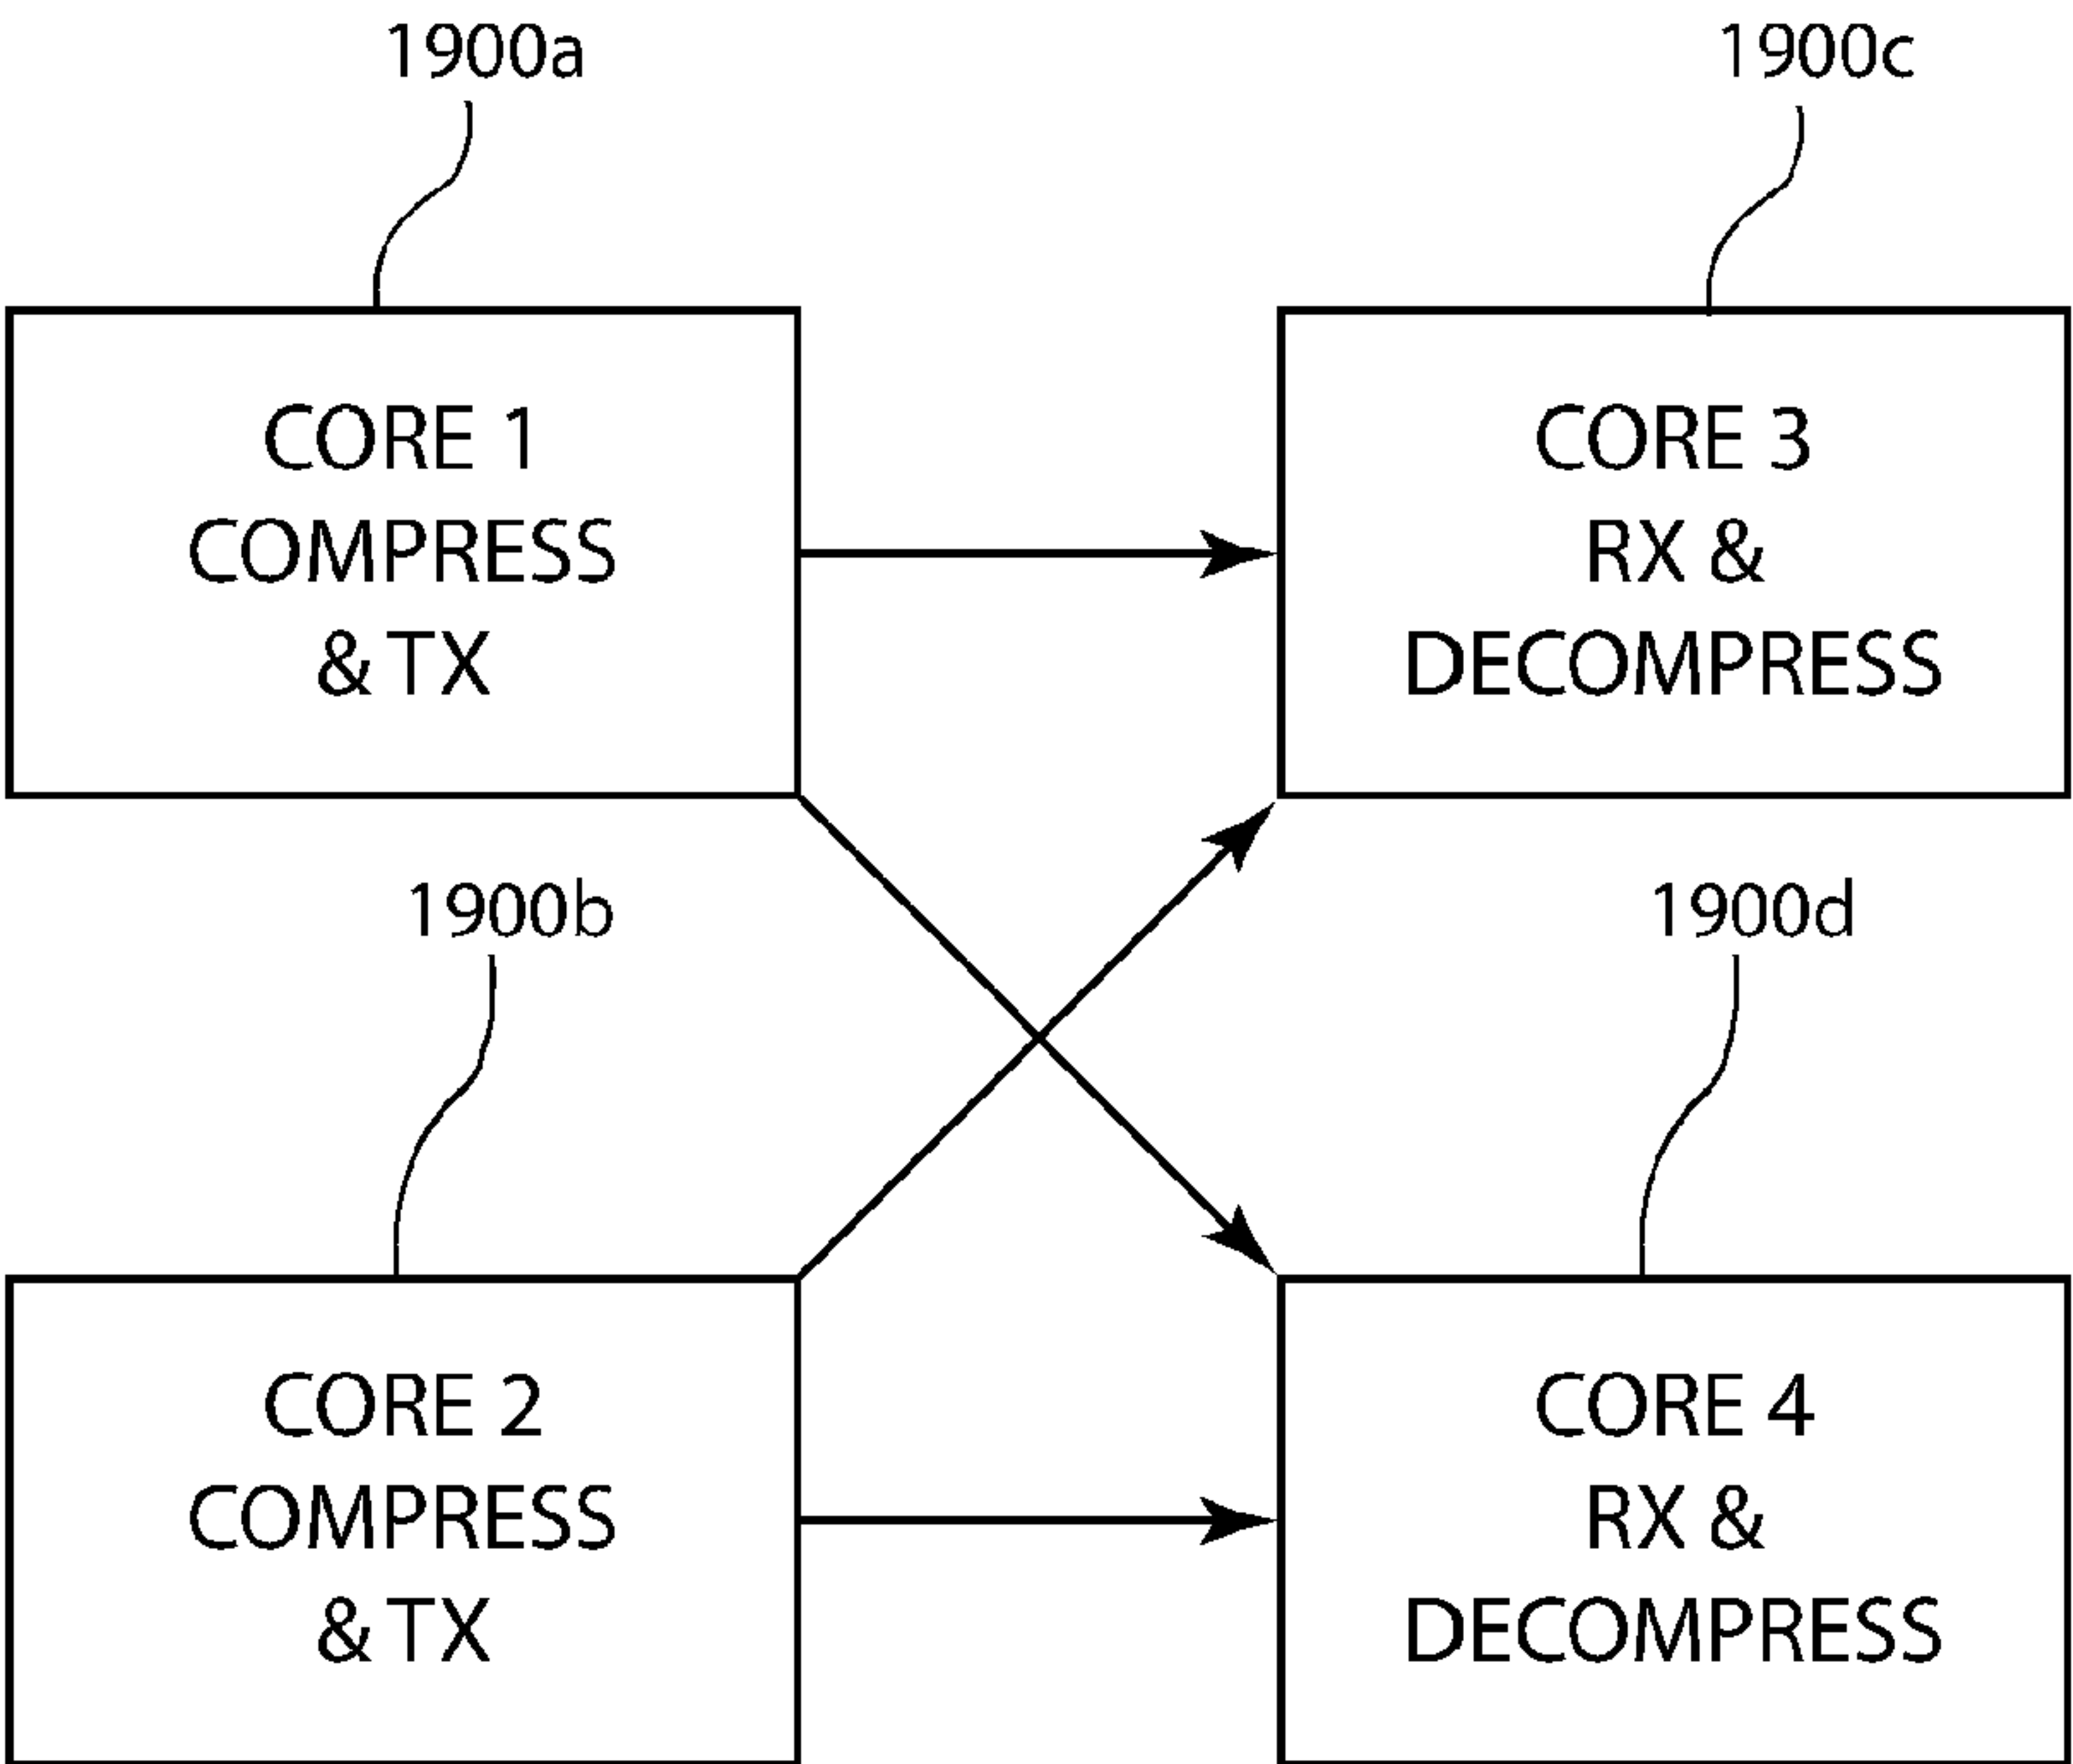 1900a
1900c
CORE 1
COMPRESS
& TX
CORE 3
RX &
DECOMPRESS
1900b
1900d
CORE 2
COMPRESS
& TX
CORE 4
RX &
DECOMPRESS